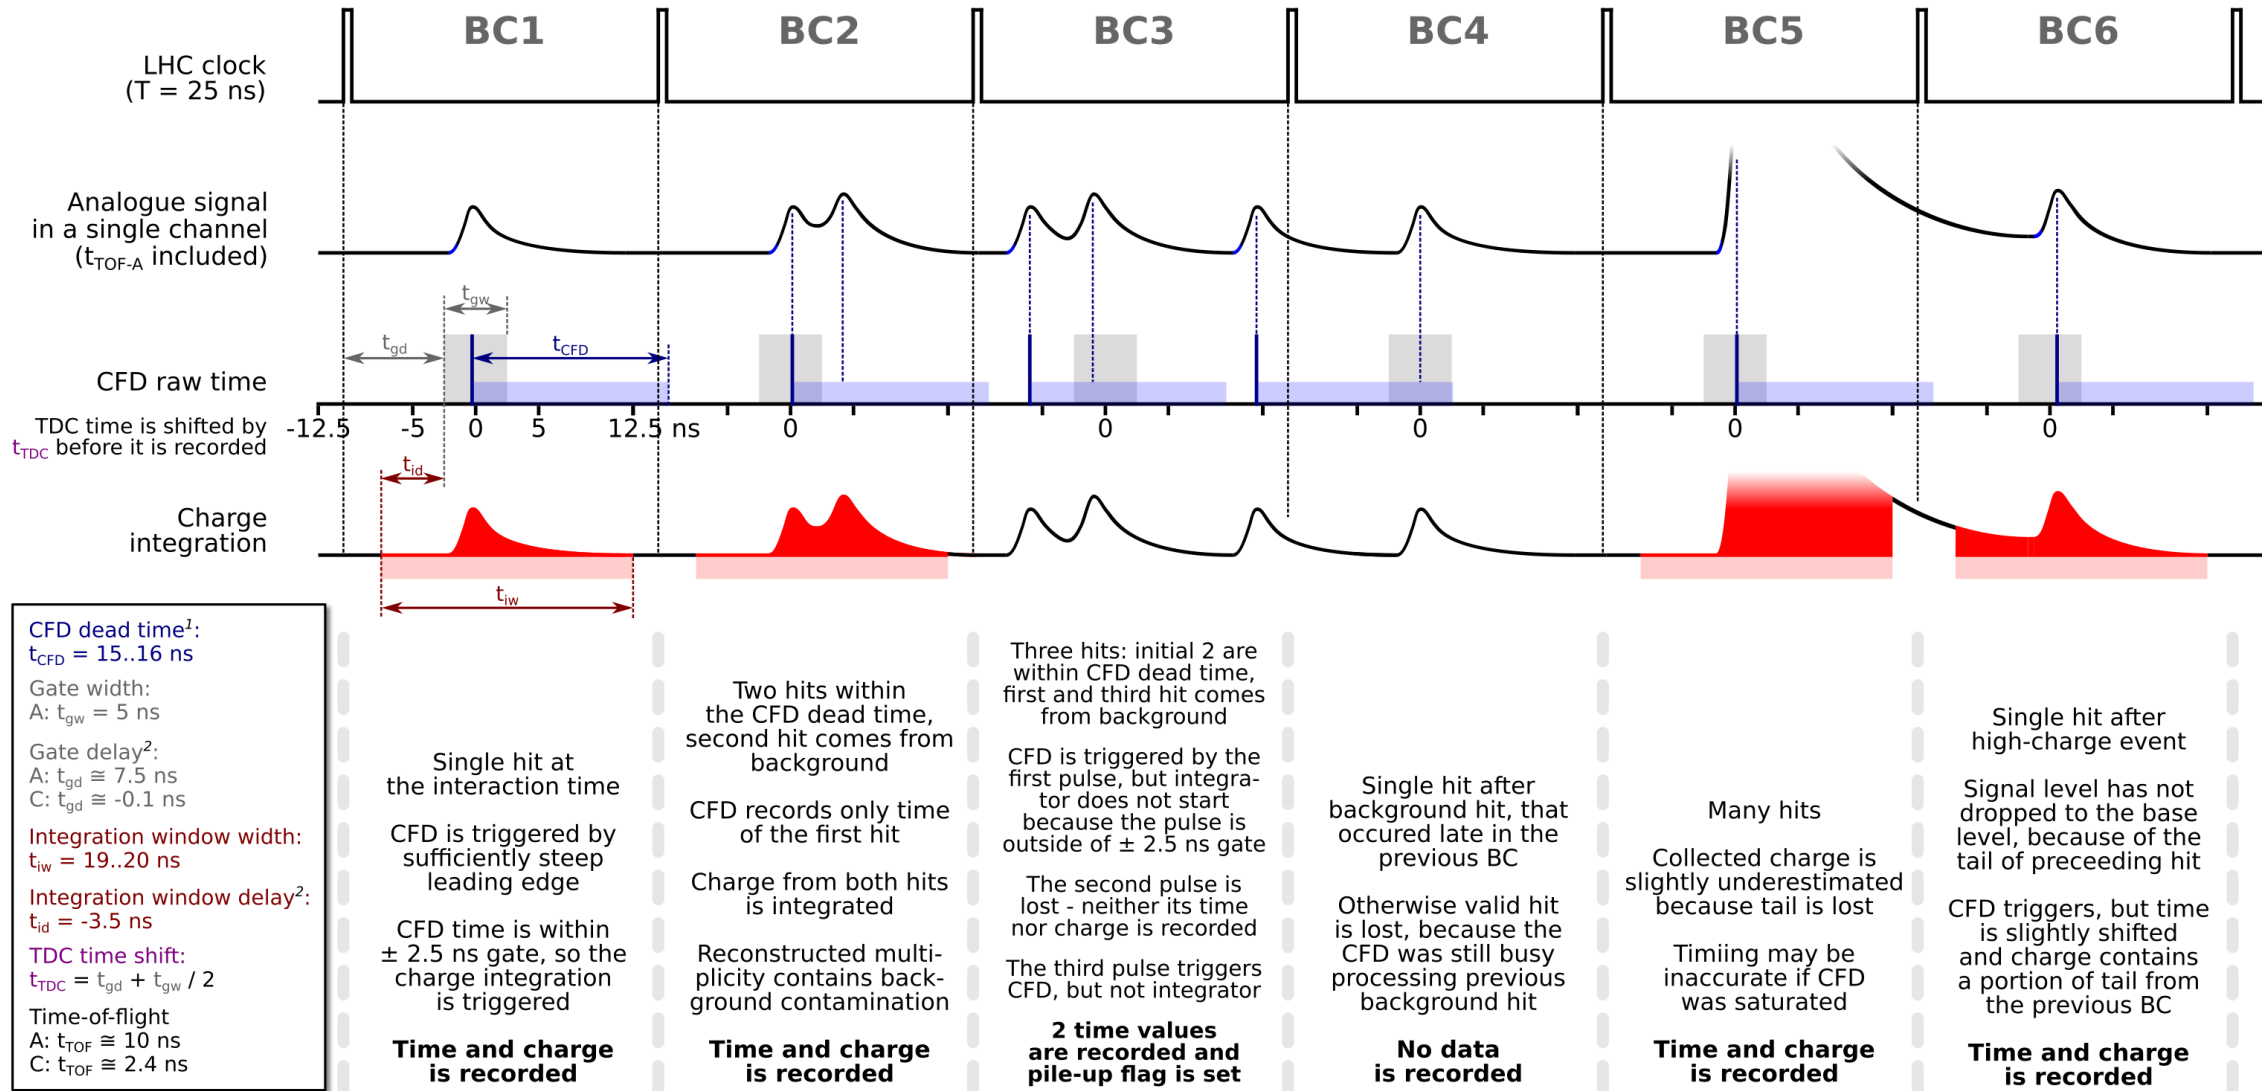 BC1
BC2
BC3
BC4
BC5
BC6
LHC clock
(T = 25 ns)
Analogue signal
in a single channel
(tTOF-A included)
tgw
tgd
tCFD
CFD raw time
TDC time is shifted by
tTDC before it is recorded
-12.5
-5
0
5
12.5 ns
0
0
0
0
0
tid
Charge
integration
tiw
CFD dead time1:
tCFD = 15..16 ns
Gate width:
A: tgw = 5 ns
Gate delay2:
A: tgd ≅ 7.5 ns
C: tgd ≅ -0.1 ns
Integration window width:
tiw = 19..20 ns
Integration window delay2:
tid = -3.5 ns
TDC time shift:
tTDC = tgd + tgw / 2
Time-of-flight
A: tTOF ≅ 10 ns
C: tTOF ≅ 2.4 ns
Single hit at
the interaction time
CFD is triggered by
sufficiently steep
leading edge
CFD time is within
± 2.5 ns gate, so the
charge integration
is triggered
Time and charge
is recorded
Two hits within
the CFD dead time,
second hit comes from
background
CFD records only time
of the first hit
Charge from both hits
is integrated
Reconstructed multi-
plicity contains back-
ground contamination
Time and charge
is recorded
Three hits: initial 2 are
within CFD dead time,
first and third hit comes
from background
CFD is triggered by the
first pulse, but integra-
tor does not start
because the pulse is
outside of ± 2.5 ns gate
The second pulse is
lost - neither its time
nor charge is recorded
The third pulse triggers
CFD, but not integrator
2 time values
are recorded and
pile-up flag is set
Single hit after
background hit, that
occured late in the
previous BC
Otherwise valid hit
is lost, because the
CFD was still busy
processing previous
background hit
No data
is recorded
Many hits
Collected charge is
slightly underestimated
because tail is lost
Timiing may be
inaccurate if CFD
was saturated
Time and charge
is recorded
Single hit after
high-charge event
Signal level has not
dropped to the base
level, because of the
tail of preceeding hit
CFD triggers, but time
is slightly shifted
and charge contains
a portion of tail from
the previous BC
Time and charge
is recorded